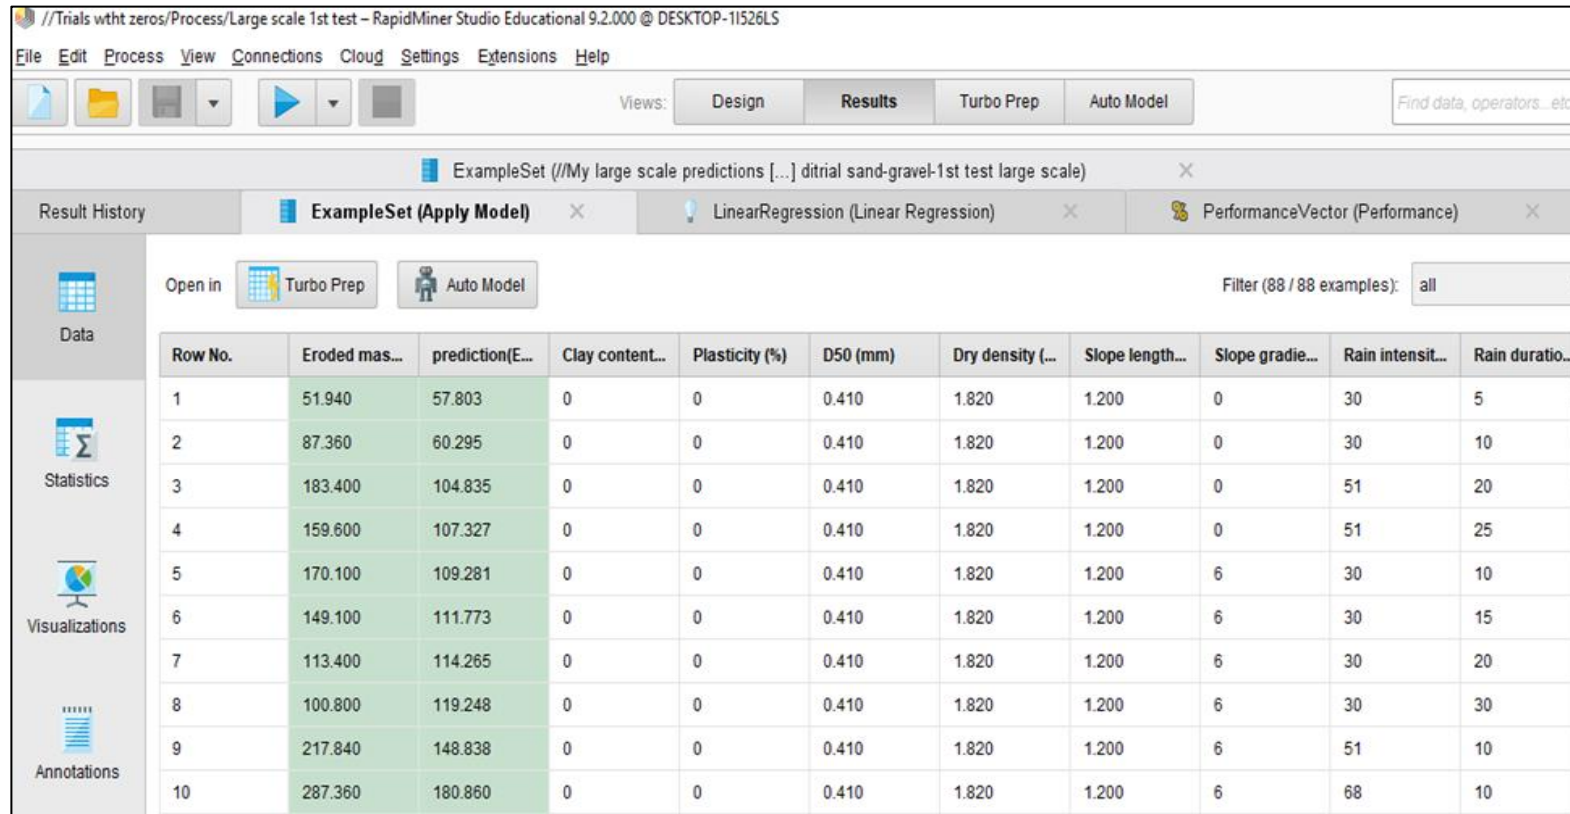 //Trials wtht zeros/Process/Large scale 1st test – RapidMiner Studio Educational 9.2.000 @ DESKTOP-1I526LS
File Edit Process View Connections Cloud Settings Extensions Help
Views: Design Results Turbo Prep Auto Model Find data, operators...etc
ExampleSet (//My large scale predictions [...] ditrial sand-gravel-1st test large scale)
Result History ExampleSet (Apply Model) LinearRegression (Linear Regression) PerformanceVector (Performance)
Open in Turbo Prep Auto Model Filter (88 / 88 examples): all
Data
Statistics
Visualizations
Annotations
Row No. Eroded mas... prediction(E... Clay content... Plasticity (%) D50 (mm) Dry density (... Slope length... Slope gradie... Rain intensit... Rain duratio...
1 51.940 57.803 0 0 0.410 1.820 1.200 0 30 5
2 87.360 60.295 0 0 0.410 1.820 1.200 0 30 10
3 183.400 104.835 0 0 0.410 1.820 1.200 0 51 20
4 159.600 107.327 0 0 0.410 1.820 1.200 0 51 25
5 170.100 109.281 0 0 0.410 1.820 1.200 6 30 10
6 149.100 111.773 0 0 0.410 1.820 1.200 6 30 15
7 113.400 114.265 0 0 0.410 1.820 1.200 6 30 20
8 100.800 119.248 0 0 0.410 1.820 1.200 6 30 30
9 217.840 148.838 0 0 0.410 1.820 1.200 6 51 10
10 287.360 180.860 0 0 0.410 1.820 1.200 6 68 10